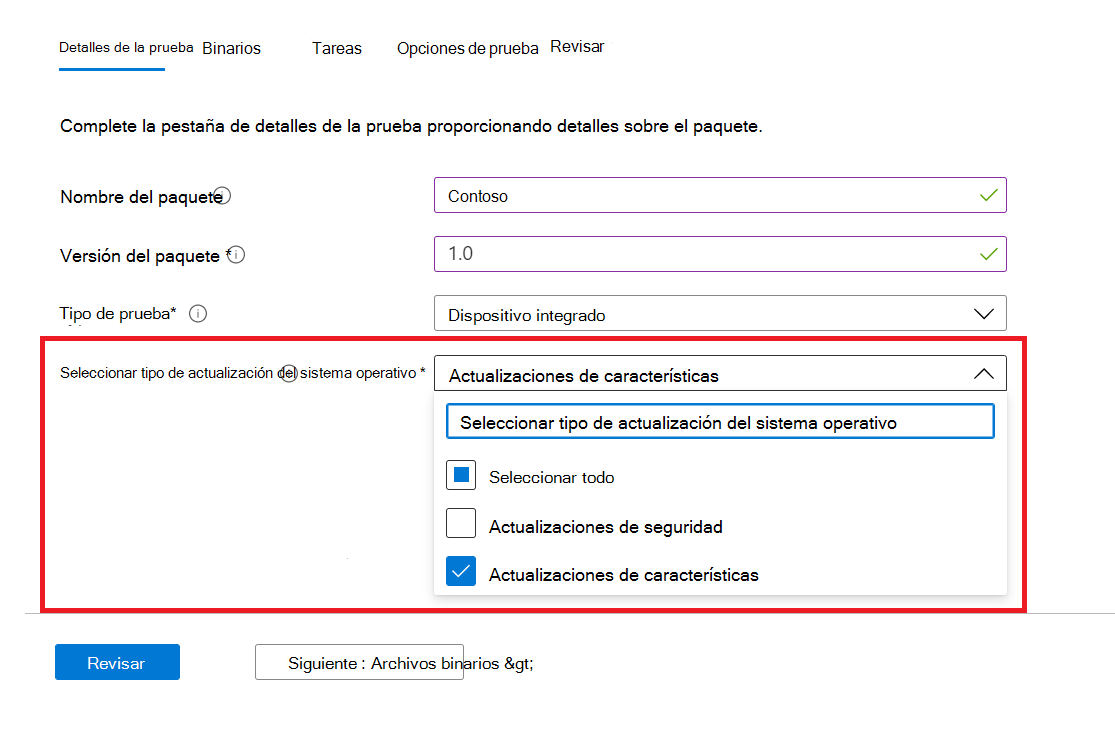 Detalles de la prueba Binarios Tareas Opciones de prueba Revisar
Complete la pestaña de detalles de la prueba proporcionando detalles sobre el paquete.
Nombre del paquete Contoso
Versión del paquete * 1.0
Tipo de prueba* Dispositivo integrado
Seleccionar tipo de actualización del sistema operativo * Actualizaciones de características
Seleccionar tipo de actualización del sistema operativo
Seleccionar todo
Actualizaciones de seguridad
Actualizaciones de características
Revisar Siguiente : Archivos binarios &gt;